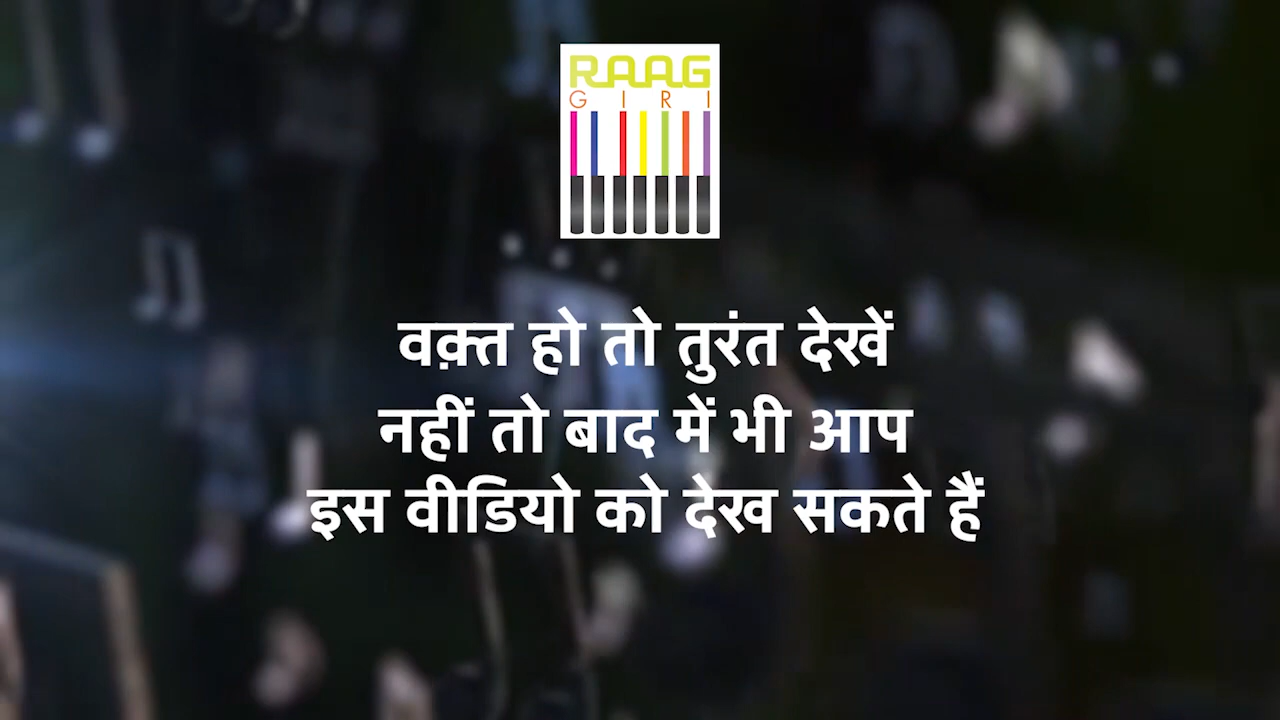 RAAG
GIRI
वक़्त हो तो तुरंत देखें
नहीं तो बाद में भी आप
इस वीडियो को देख सकते हैं